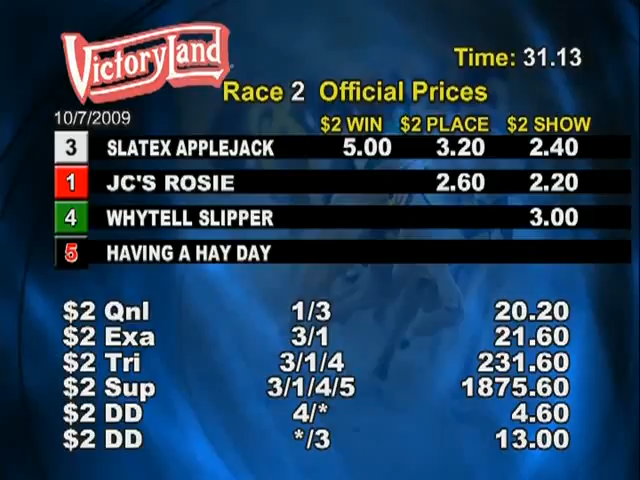 VictoryLand
Time: 31.13
Race 2 Official Prices
10/7/2009
$2 WIN $2 PLACE $2 SHOW
3 SLATEX APPLEJACK 5.00 3.20 2.40
1 JC'S ROSIE 2.60 2.20
4 WHYTELL SLIPPER 3.00
5 HAVING A HAY DAY
$2 Qnl 1/3 20.20
$2 Exa 3/1 21.60
$2 Tri 3/1/4 231.60
$2 Sup 3/1/4/5 1875.60
$2 DD 4/* 4.60
$2 DD */3 13.00